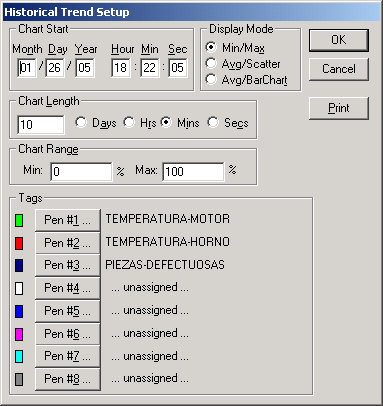 Historical Trend Setup
Chart Start
Month Day Year Hour Min Sec
01 / 26 / 05 18 : 22 : 05
Display Mode
Min/Max
Avg/Scatter
Avg/BarChart
OK
Cancel
Print
Chart Length
10 Days Hrs Mins Secs
Chart Range
Min: 0 % Max: 100 %
Tags
Pen #1 ... TEMPERATURA-MOTOR
Pen #2 ... TEMPERATURA-HORNO
Pen #3 ... PIEZAS-DEFECTUOSAS
Pen #4 ... ... unassigned ...
Pen #5 ... ... unassigned ...
Pen #6 ... ... unassigned ...
Pen #7 ... ... unassigned ...
Pen #8 ... ... unassigned ...